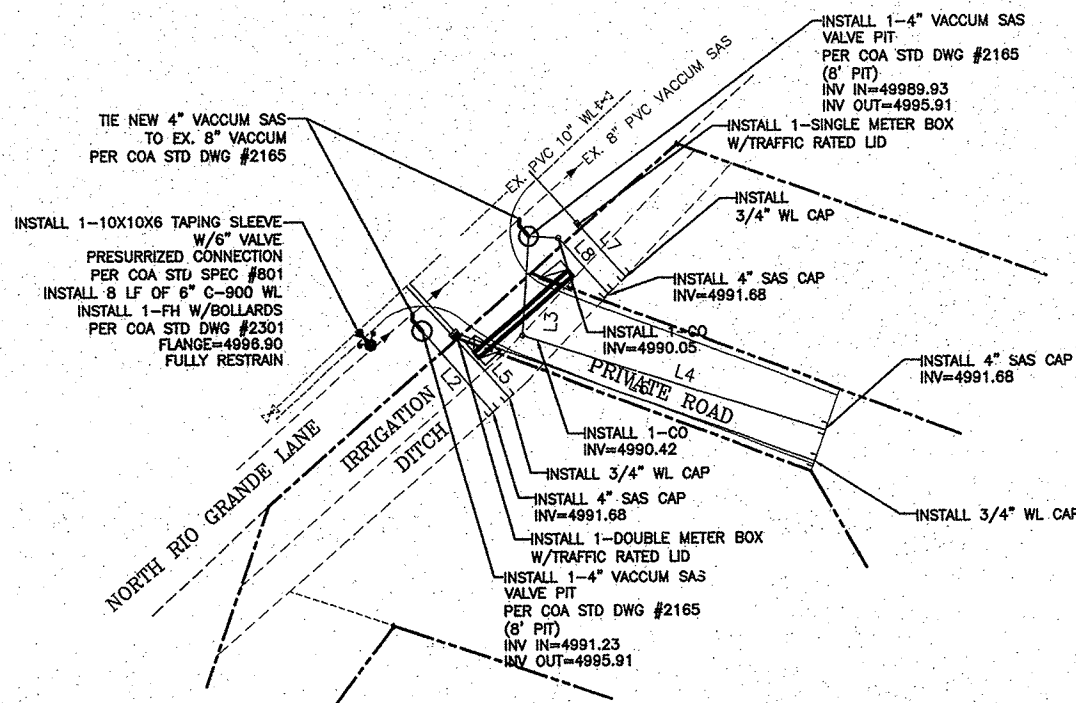 INSTALL 1-4" VACCUM SAS
VALVE PIT
PER COA STD DWG #2165
(8' PIT)
INV IN=49989.93
INV OUT=4995.91
INSTALL 1-SINGLE METER BOX
W/TRAFFIC RATED LID
INSTALL
3/4" WL CAP
TIE NEW 4" VACCUM SAS
TO EX. 8" VACCUM
PER COA STD DWG #2165
EX. PVC 10" WL
EX. 8" PVC VACCUM SAS
INSTALL 1-10X10X6 TAPING SLEEVE
W/6" VALVE
PRESURRIZED CONNECTION
PER COA STD SPEC #801
INSTALL 8 LF OF 6" C-900 WL
INSTALL 1-FH W/BOLLARDS
PER COA STD DWG #2301
FLANGE=4996.90
FULLY RESTRAIN
L7
L8
INSTALL 4" SAS CAP
INV=4991.68
L3
INSTALL 1-CO
INV=4990.05
INSTALL 4" SAS CAP
INV=4991.68
L4
PRIVATE ROAD
L2
L5
IRRIGATION
DITCH
NORTH RIO GRANDE LANE
INSTALL 1-CO
INV=4990.42
INSTALL 3/4" WL CAP
INSTALL 4" SAS CAP
INV=4991.68
INSTALL 3/4" WL CAP
INSTALL 1-DOUBLE METER BOX
W/TRAFFIC RATED LID
INSTALL 1-4" VACCUM SAS
VALVE PIT
PER COA STD DWG #2165
(8' PIT)
INV IN=4991.23
INV OUT=4995.91